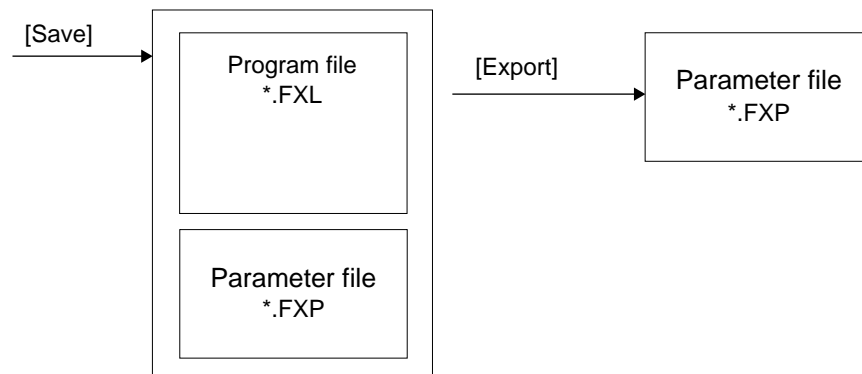 [Save]
Program file
*.FXL
[Export]
Parameter file
*.FXP
Parameter file
*.FXP